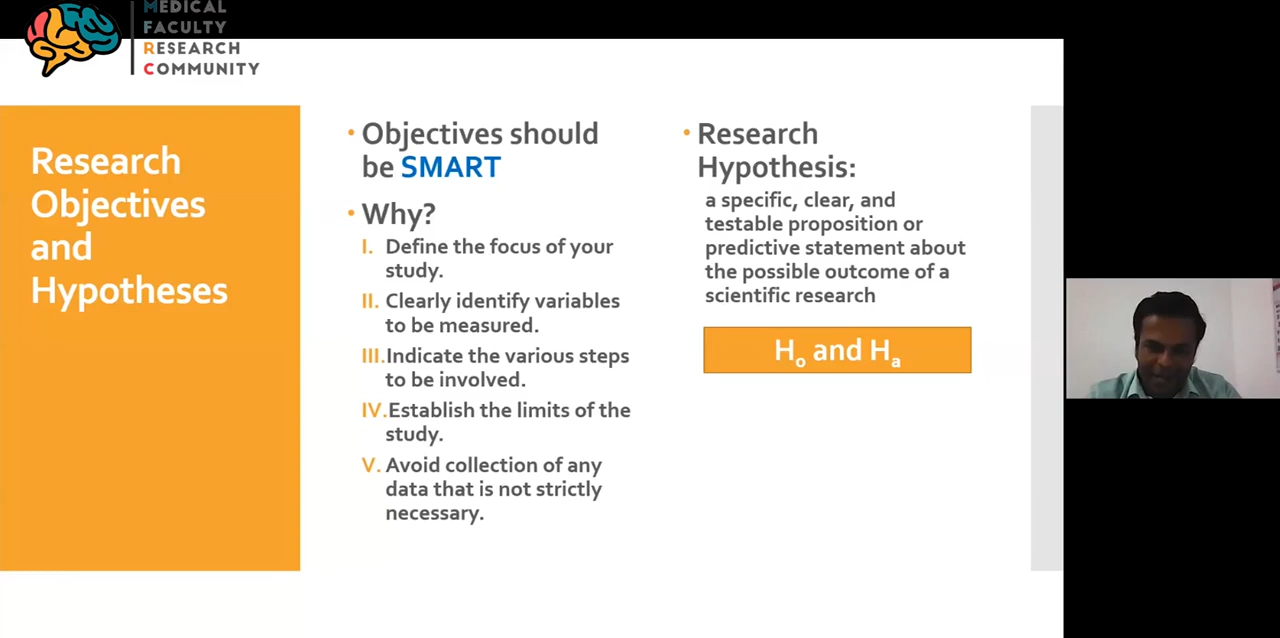 MEDICAL
FACULTY
RESEARCH
COMMUNITY
Research
Objectives
and
Hypotheses
• Objectives should
be SMART
• Why?
I. Define the focus of your
study.
II. Clearly identify variables
to be measured.
III. Indicate the various steps
to be involved.
IV. Establish the limits of the
study.
V. Avoid collection of any
data that is not strictly
necessary.
• Research
Hypothesis:
a specific, clear, and
testable proposition or
predictive statement about
the possible outcome of a
scientific research
Ho and Ha